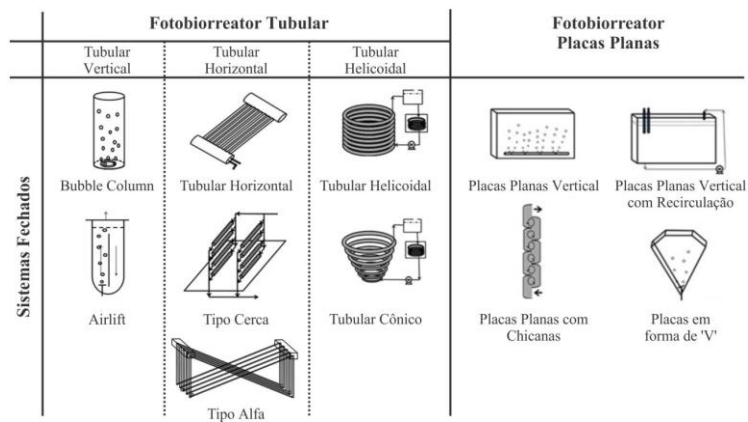 Fotobiorreator Tubular
Fotobiorreator
Placas Planas
Tubular
Vertical
Tubular
Horizontal
Tubular
Helicoidal
Sistemas Fechados
Bubble Column
Tubular Horizontal
Tubular Helicoidal
Placas Planas Vertical
Placas Planas Vertical
com Recirculação
Airlift
Tipo Cerca
Tubular Cônico
Placas Planas com
Chicanas
Placas em
forma de 'V'
Tipo Alfa